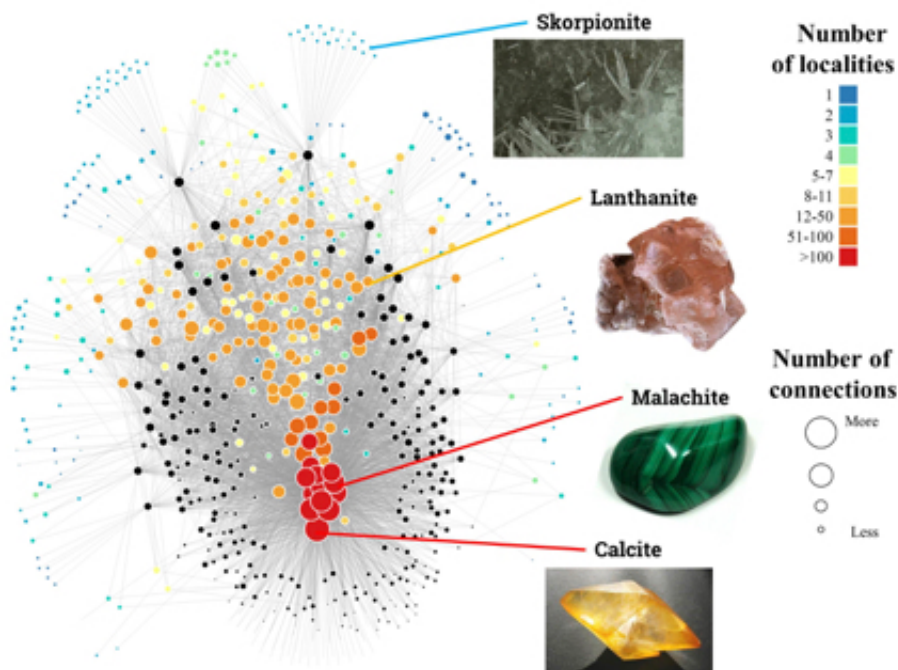 Skorpionite
Number
of localities
1
2
3
4
5-7
8-11
12-50
51-100
>100
Lanthanite
Number of
connections
More
Less
Malachite
Calcite